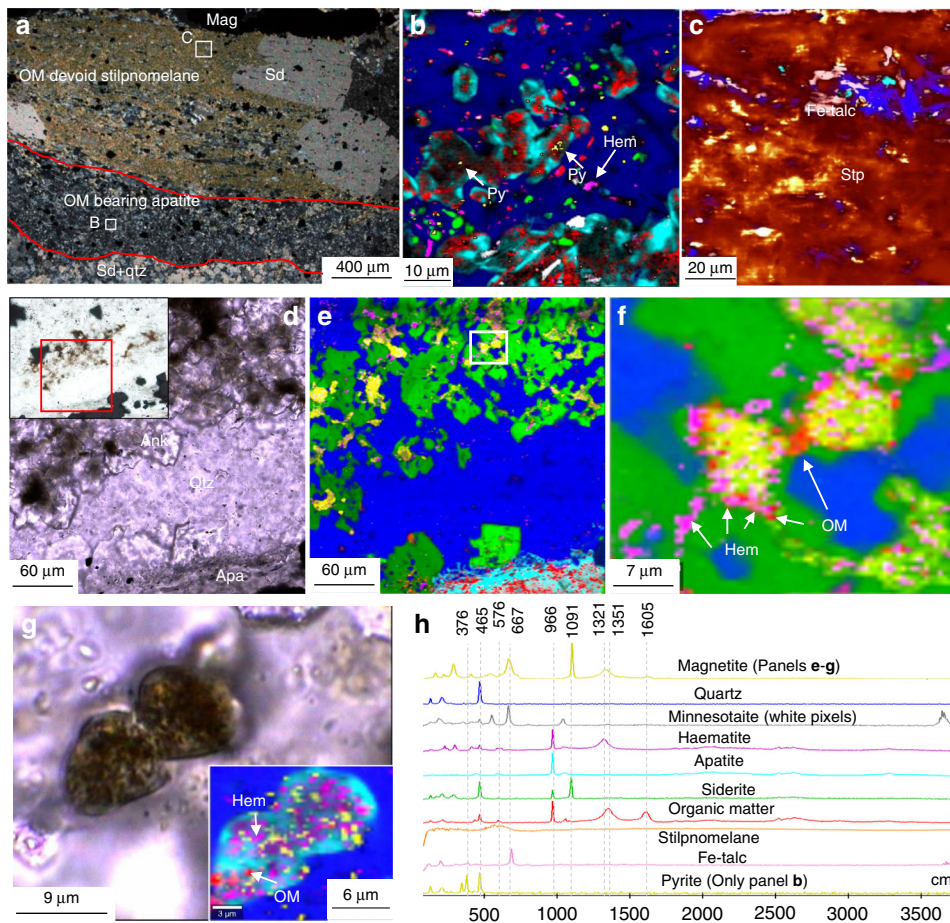 a
Mag
C
OM devoid stilpnomelane
Sd
OM bearing apatite
B
Sd+qtz
400 µm
b
Hem
Py
Py
10 µm
c
Fe-talc
Stp
20 µm
d
Ank
Qtz
Apa
60 µm
e
60 µm
f
OM
Hem
7 µm
g
9 µm
Hem
OM
3 µm
6 µm
h
376
465
576
667
966
1091
1321
1351
1605
Magnetite (Panels e-g)
Quartz
Minnesotaite (white pixels)
Haematite
Apatite
Siderite
Organic matter
Stilpnomelane
Fe-talc
Pyrite (Only panel b)
cm
500 1000 1500 2000 2500 3000 3500